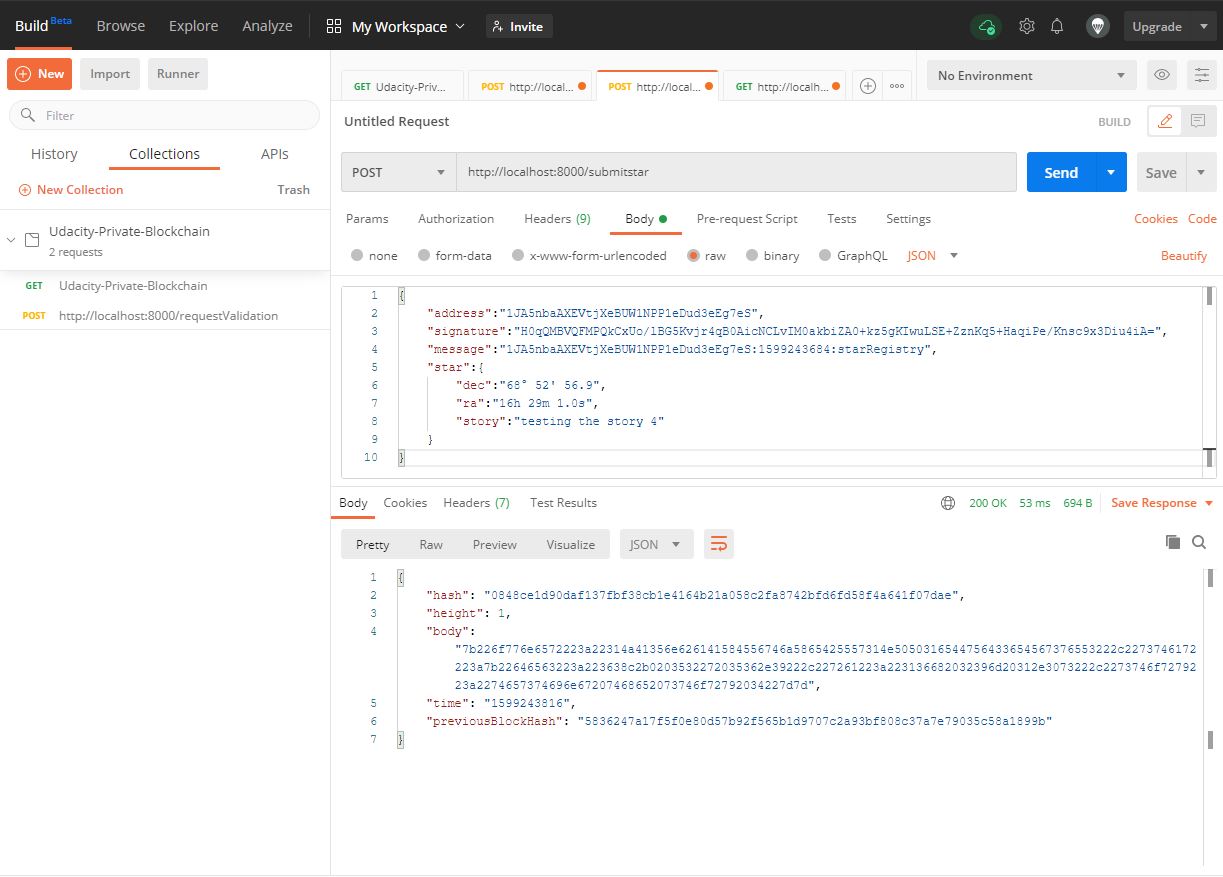 Build Beta Browse Explore Analyze My Workspace Invite Upgrade
New Import Runner
GET Udacity-Priv... POST http://local... POST http://local... GET http://localh... No Environment
Filter
Untitled Request BUILD
History Collections APIs
POST http://localhost:8000/submitstar Send Save
New Collection Trash
Params Authorization Headers (9) Body Pre-request Script Tests Settings Cookies Code
Udacity-Private-Blockchain
2 requests
none form-data x-www-form-urlencoded raw binary GraphQL JSON Beautify
GET Udacity-Private-Blockchain
POST http://localhost:8000/requestValidation
1 {
2 "address":"1JA5nbaAXEVtjXeBUW1NPP1eDud3eEg7eS",
3 "signature":"H0qQMBVQFMPQkCxUo/lBG5Kvjr4qB0AicNCLvIM0akbiZA0+kz5gKIwuLSE+ZznKq5+HaqiPe/Knsc9x3Diu4iA=",
4 "message":"1JA5nbaAXEVtjXeBUW1NPP1eDud3eEg7eS:1599243684:starRegistry",
5 "star":{
6 "dec":"68° 52' 56.9",
7 "ra":"16h 29m 1.0s",
8 "story":"testing the story 4"
9 }
10 }
Body Cookies Headers (7) Test Results 200 OK 53 ms 694 B Save Response
Pretty Raw Preview Visualize JSON
1 {
2 "hash": "0848ce1d90daf137fbf38cb1e4164b21a058c2fa8742bfd6fd58f4a641f07dae",
3 "height": 1,
4 "body":
"7b226f776e6572223a22314a41356e626141584556746a5865425557314e505031654475643365456737653222c2273746172
223a7b22646563223a223638c2b0203532272035362e39222c227261223a223136682032396d20312e3073222c2273746f72792
23a2274657374696e67207468652073746f72792034227d7d",
5 "time": "1599243816",
6 "previousBlockHash": "5836247a17f5f0e80d57b92f565b1d9707c2a93bf808c37a7e79035c58a1899b"
7 }